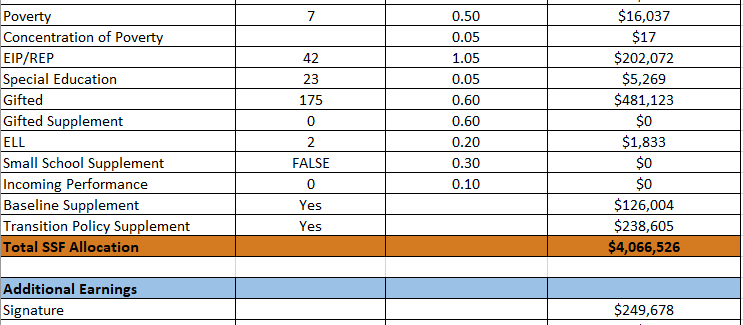 Poverty 7 0.50 $16,037
Concentration of Poverty 0.05 $17
EIP/REP 42 1.05 $202,072
Special Education 23 0.05 $5,269
Gifted 175 0.60 $481,123
Gifted Supplement 0 0.60 $0
ELL 2 0.20 $1,833
Small School Supplement FALSE 0.30 $0
Incoming Performance 0 0.10 $0
Baseline Supplement Yes $126,004
Transition Policy Supplement Yes $238,605
Total SSF Allocation $4,066,526
Additional Earnings
Signature $249,678